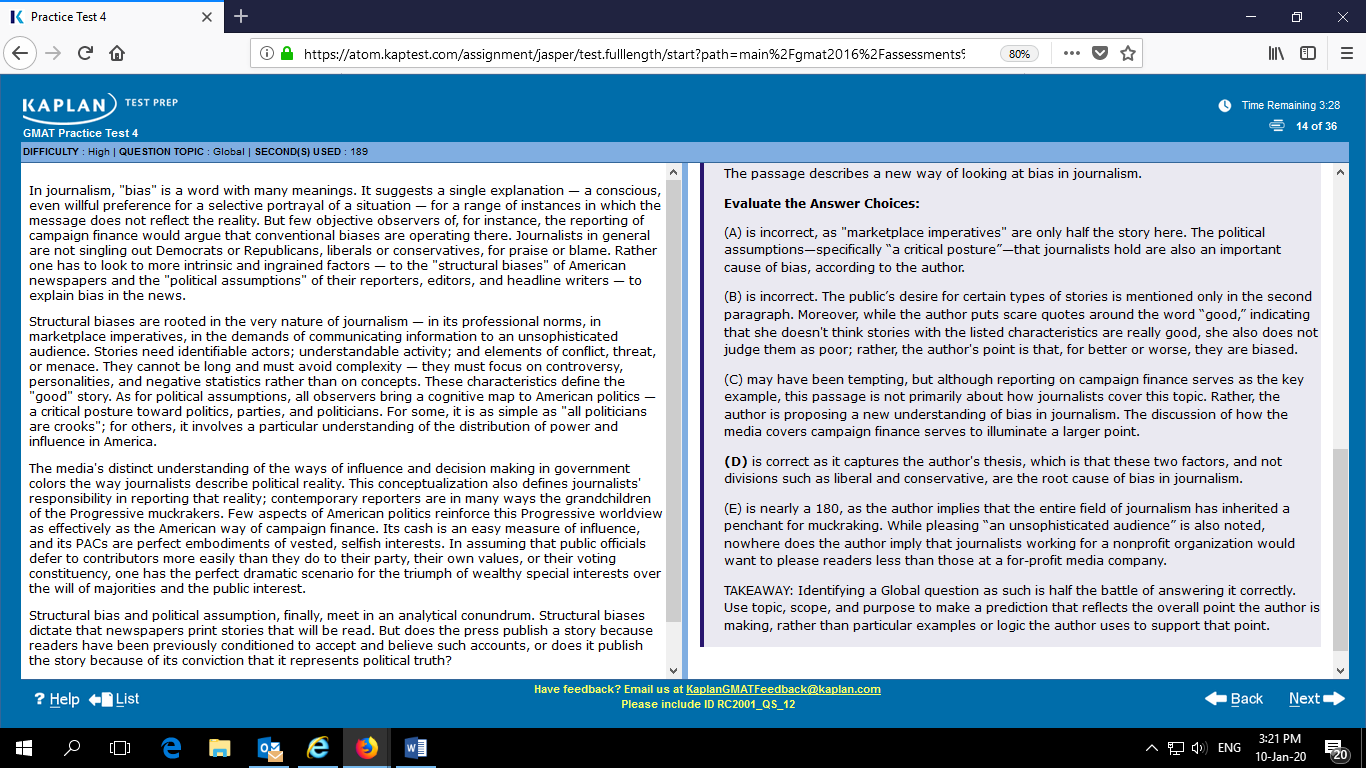 Practice Test 4
https://atom.kaptest.com/assignment/jasper/test.fulllength/start?path=main%2Fgmat2016%2Fassessments%
80%
KAPLAN TEST PREP
GMAT Practice Test 4
Time Remaining 3:28
14 of 36
DIFFICULTY : High | QUESTION TOPIC : Global | SECOND(S) USED : 189
In journalism, "bias" is a word with many meanings. It suggests a single explanation — a conscious,
even willful preference for a selective portrayal of a situation — for a range of instances in which the
message does not reflect the reality. But few objective observers of, for instance, the reporting of
campaign finance would argue that conventional biases are operating there. Journalists in general
are not singling out Democrats or Republicans, liberals or conservatives, for praise or blame. Rather
one has to look to more intrinsic and ingrained factors — to the "structural biases" of American
newspapers and the "political assumptions" of their reporters, editors, and headline writers — to
explain bias in the news.
Structural biases are rooted in the very nature of journalism — in its professional norms, in
marketplace imperatives, in the demands of communicating information to an unsophisticated
audience. Stories need identifiable actors; understandable activity; and elements of conflict, threat,
or menace. They cannot be long and must avoid complexity — they must focus on controversy,
personalities, and negative statistics rather than on concepts. These characteristics define the
"good" story. As for political assumptions, all observers bring a cognitive map to American politics —
a critical posture toward politics, parties, and politicians. For some, it is as simple as "all politicians
are crooks"; for others, it involves a particular understanding of the distribution of power and
influence in America.
The media's distinct understanding of the ways of influence and decision making in government
colors the way journalists describe political reality. This conceptualization also defines journalists'
responsibility in reporting that reality; contemporary reporters are in many ways the grandchildren
of the Progressive muckrakers. Few aspects of American politics reinforce this Progressive worldview
as effectively as the American way of campaign finance. Its cash is an easy measure of influence,
and its PACs are perfect embodiments of vested, selfish interests. In assuming that public officials
defer to contributors more easily than they do to their party, their own values, or their voting
constituency, one has the perfect dramatic scenario for the triumph of wealthy special interests over
the will of majorities and the public interest.
Structural bias and political assumption, finally, meet in an analytical conundrum. Structural biases
dictate that newspapers print stories that will be read. But does the press publish a story because
readers have been previously conditioned to accept and believe such accounts, or does it publish
the story because of its conviction that it represents political truth?
The passage describes a new way of looking at bias in journalism.
Evaluate the Answer Choices:
(A) is incorrect, as "marketplace imperatives" are only half the story here. The political
assumptions—specifically “a critical posture”—that journalists hold are also an important
cause of bias, according to the author.
(B) is incorrect. The public’s desire for certain types of stories is mentioned only in the second
paragraph. Moreover, while the author puts scare quotes around the word “good,” indicating
that she doesn't think stories with the listed characteristics are really good, she also does not
judge them as poor; rather, the author's point is that, for better or worse, they are biased.
(C) may have been tempting, but although reporting on campaign finance serves as the key
example, this passage is not primarily about how journalists cover this topic. Rather, the
author is proposing a new understanding of bias in journalism. The discussion of how the
media covers campaign finance serves to illuminate a larger point.
(D) is correct as it captures the author's thesis, which is that these two factors, and not
divisions such as liberal and conservative, are the root cause of bias in journalism.
(E) is nearly a 180, as the author implies that the entire field of journalism has inherited a
penchant for muckraking. While pleasing “an unsophisticated audience” is also noted,
nowhere does the author imply that journalists working for a nonprofit organization would
want to please readers less than those at a for-profit media company.
TAKEAWAY: Identifying a Global question as such is half the battle of answering it correctly.
Use topic, scope, and purpose to make a prediction that reflects the overall point the author is
making, rather than particular examples or logic the author uses to support that point.
? Help
List
Have feedback? Email us at KaplanGMATFeedback@kaplan.com
Please include ID RC2001_QS_12
Back
Next
ENG
3:21 PM
10-Jan-20
20